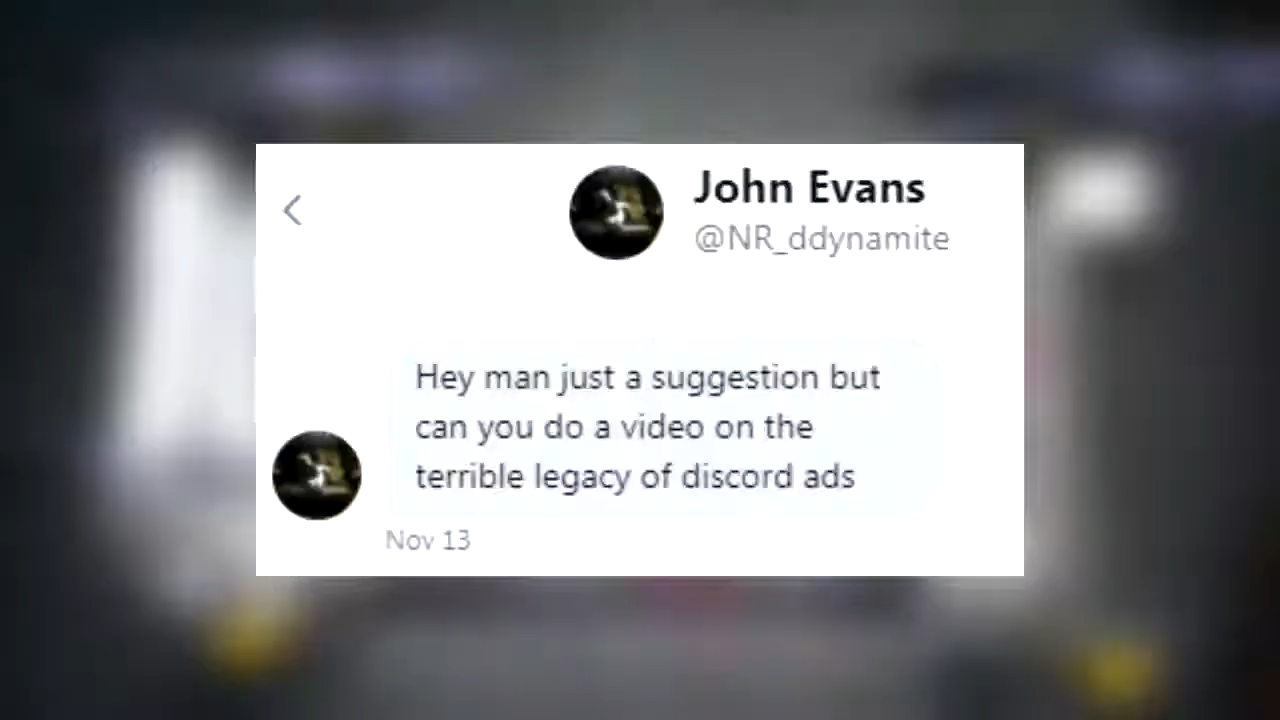 John Evans
@NR_ddynamite
Hey man just a suggestion but
can you do a video on the
terrible legacy of discord ads
Nov 13